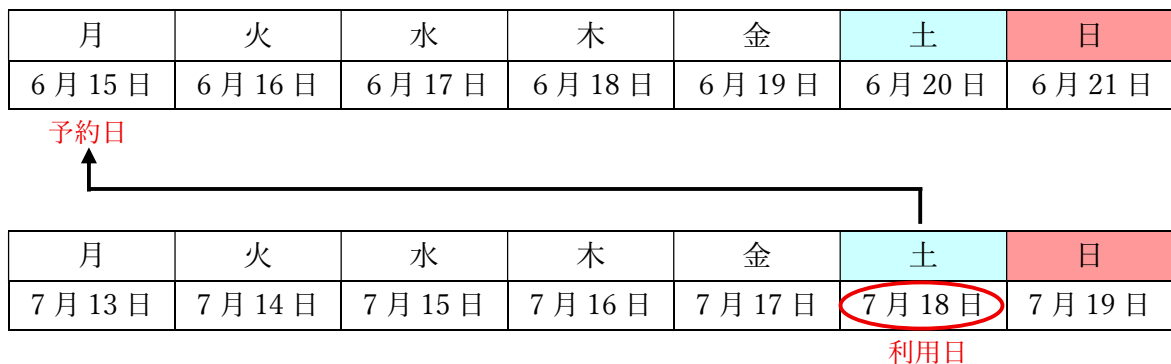 月 火 水 木 金 土 日
6月15日 6月16日 6月17日 6月18日 6月19日 6月20日 6月21日
予約日
月 火 水 木 金 土 日
7月13日 7月14日 7月15日 7月16日 7月17日 7月18日 7月19日
利用日